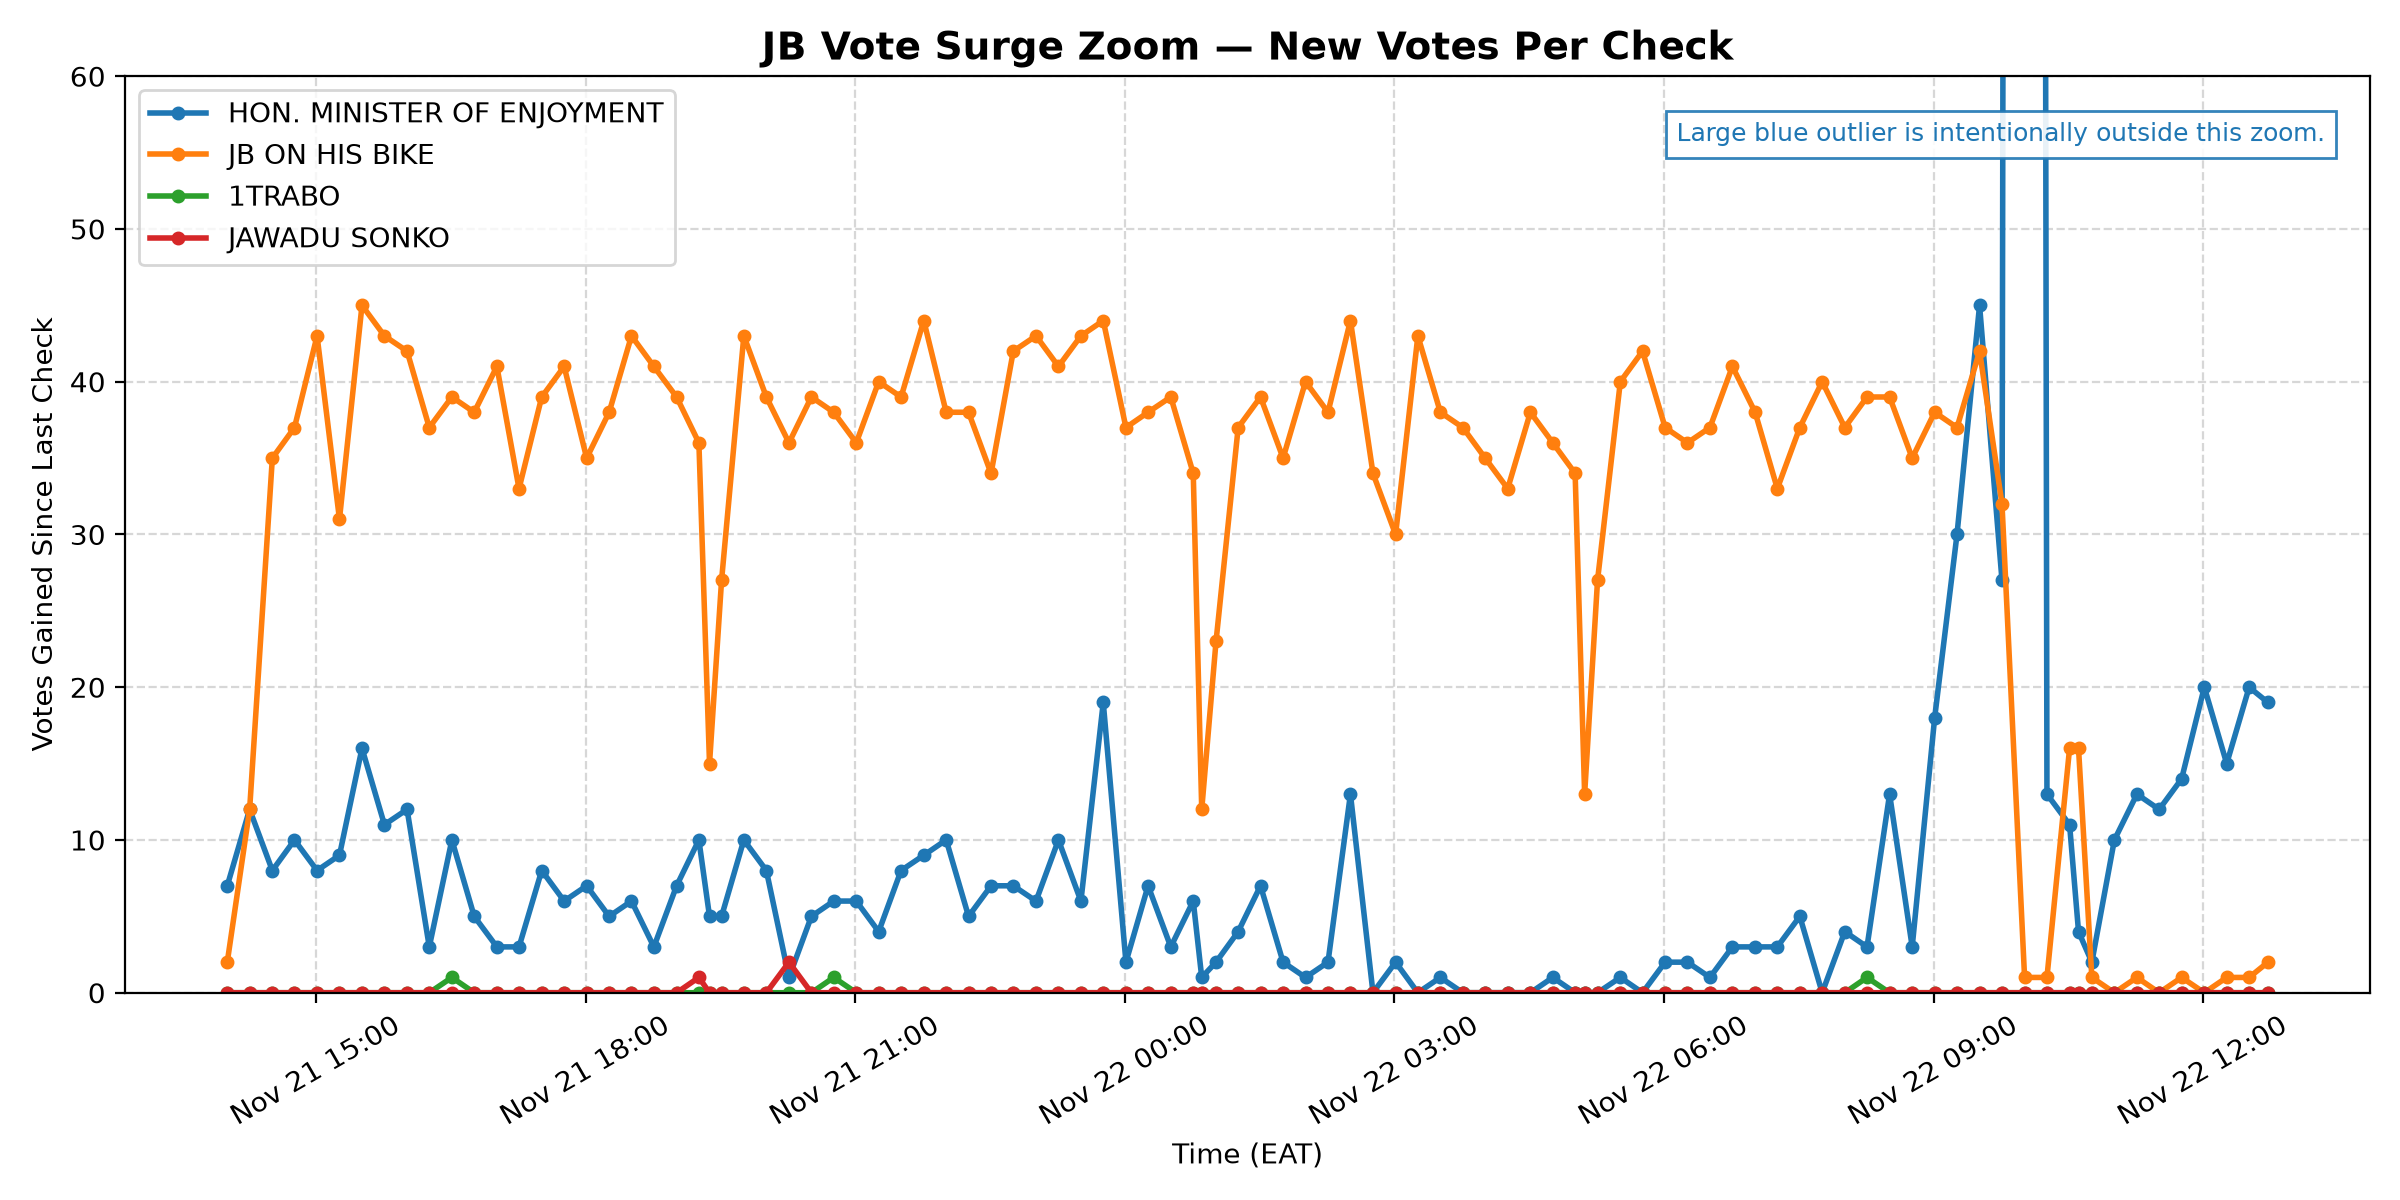 JB Vote Surge Zoom — New Votes Per Check
60
50
40
30
20
10
0
Votes Gained Since Last Check
HON. MINISTER OF ENJOYMENT
JB ON HIS BIKE
1TRABO
JAWADU SONKO
Large blue outlier is intentionally outside this zoom.
Nov 21 15:00
Nov 21 18:00
Nov 21 21:00
Nov 22 00:00
Nov 22 03:00
Nov 22 06:00
Nov 22 09:00
Nov 22 12:00
Time (EAT)